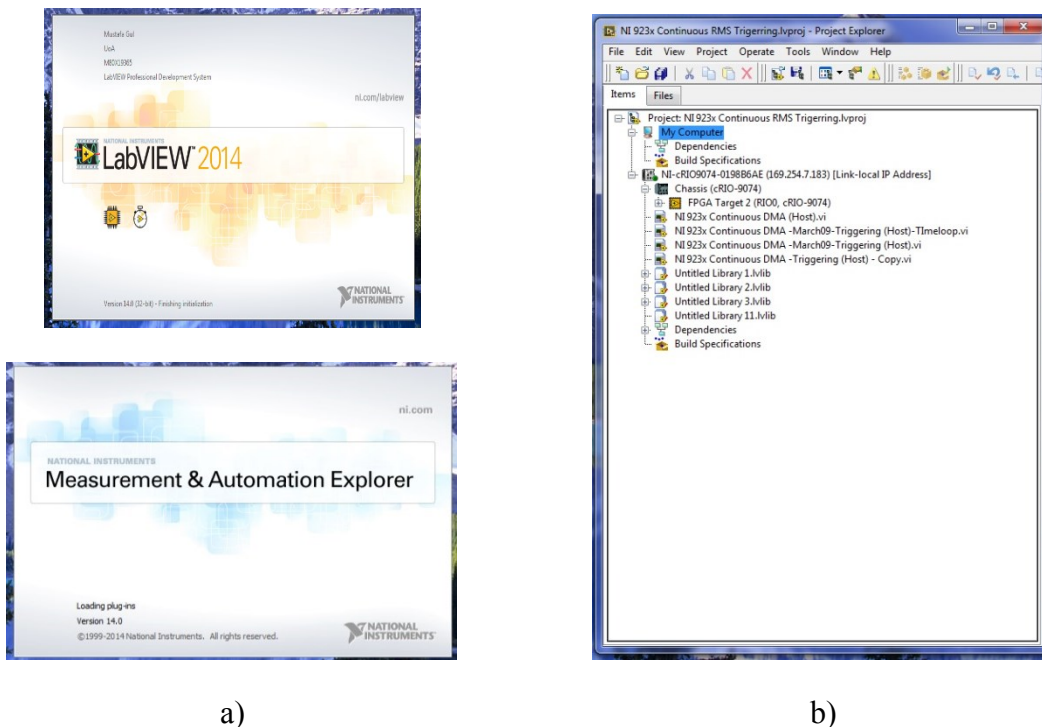 Mustafa Gul
UoA
M80X19365
LabVIEW Professional Development System
ni.com/labview
NATIONAL INSTRUMENTS
LabVIEW™ 2014
Version 14.0 (32-bit) - Finishing initialization
NATIONAL
INSTRUMENTS
ni.com
NATIONAL INSTRUMENTS
Measurement & Automation Explorer
Loading plug-ins
Version 14.0
©1999-2014 National Instruments. All rights reserved.
NATIONAL
INSTRUMENTS
a)
NI 923x Continuous RMS Trigerring.lvproj - Project Explorer
File Edit View Project Operate Tools Window Help
Items Files
Project: NI 923x Continuous RMS Trigerring.lvproj
My Computer
Dependencies
Build Specifications
NI-cRIO9074-0198B6AE (169.254.7.183) [Link-local IP Address]
Chassis (cRIO-9074)
FPGA Target 2 (RIO0, cRIO-9074)
NI 923x Continuous DMA (Host).vi
NI 923x Continuous DMA -March09-Triggering (Host)-TImeloop.vi
NI 923x Continuous DMA -March09-Triggering (Host).vi
NI 923x Continuous DMA -Triggering (Host) - Copy.vi
Untitled Library 1.lvlib
Untitled Library 2.lvlib
Untitled Library 3.lvlib
Untitled Library 11.lvlib
Dependencies
Build Specifications
b)